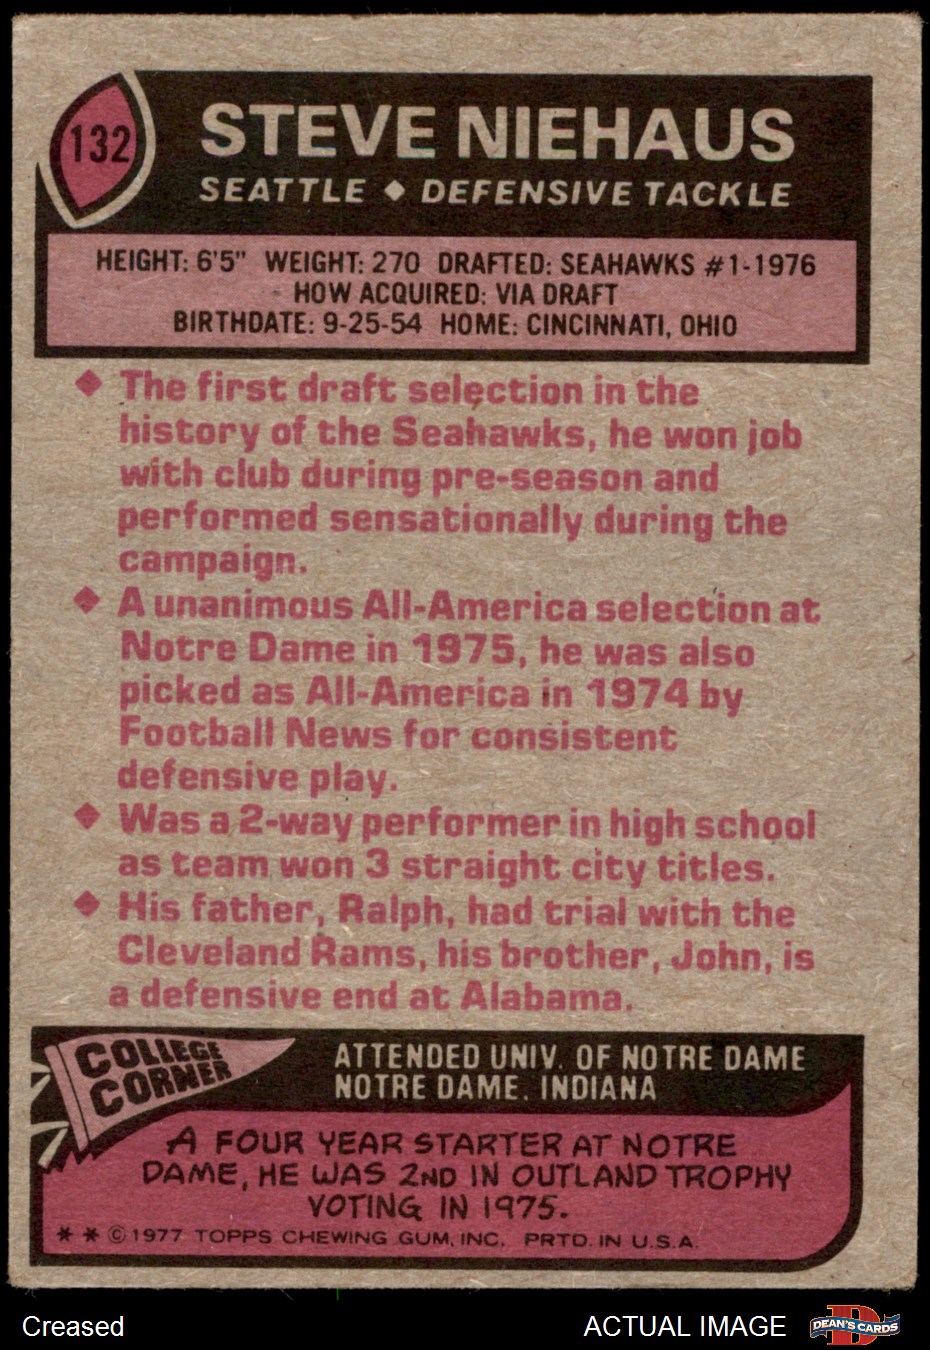 132
STEVE NIEHAUS
SEATTLE ◆ DEFENSIVE TACKLE
HEIGHT: 6'5" WEIGHT: 270 DRAFTED: SEAHAWKS #1-1976
HOW ACQUIRED: VIA DRAFT
BIRTHDATE: 9-25-54 HOME: CINCINNATI, OHIO
◆ The first draft selection in the
history of the Seahawks, he won job
with club during pre-season and
performed sensationally during the
campaign.
◆ A unanimous All-America selection at
Notre Dame in 1975, he was also
picked as All-America in 1974 by
Football News for consistent
defensive play.
◆ Was a 2-way performer in high school
as team won 3 straight city titles.
◆ His father, Ralph, had trial with the
Cleveland Rams, his brother, John, is
a defensive end at Alabama.
COLLEGE
CORNER
ATTENDED UNIV. OF NOTRE DAME
NOTRE DAME. INDIANA
A FOUR YEAR STARTER AT NOTRE
DAME, HE WAS 2ND IN OUTLAND TROPHY
VOTING IN 1975.
* * © 1977 TOPPS CHEWING GUM, INC. PRTD. IN U.S.A.
Creased
ACTUAL IMAGE
D
DEAN'S CARDS